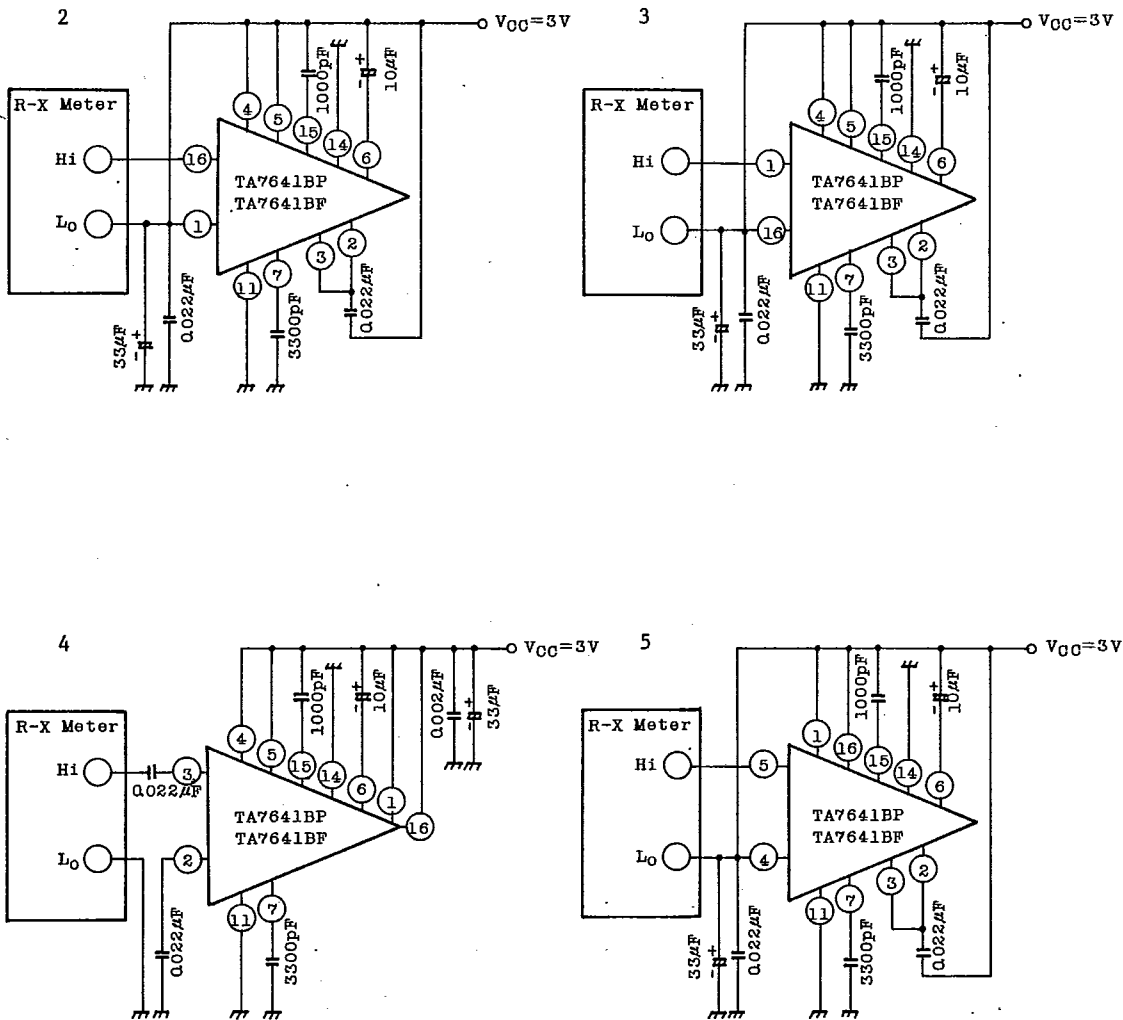 2
VCC=3V
R-X Meter
Hi
Lo
16
1
4
5
15
14
6
1000pF
10µF
TA7641BP
TA7641BF
11
7
3
2
33µF
0.022µF
3300pF
0.022µF
- +
- +
3
VCC=3V
R-X Meter
Hi
Lo
1
16
4
5
15
14
6
1000pF
10µF
TA7641BP
TA7641BF
11
7
3
2
33µF
0.022µF
3300pF
0.022µF
- +
- +
4
VCC=3V
R-X Meter
Hi
Lo
0.022µF
3
2
4
5
15
14
6
1
16
1000pF
10µF
0.002µF
33µF
TA7641BP
TA7641BF
11
7
0.022µF
3300pF
- +
- +
5
VCC=3V
R-X Meter
Hi
Lo
5
4
1
16
15
14
6
1000pF
10µF
TA7641BP
TA7641BF
11
7
3
2
33µF
0.022µF
3300pF
0.022µF
- +
- +